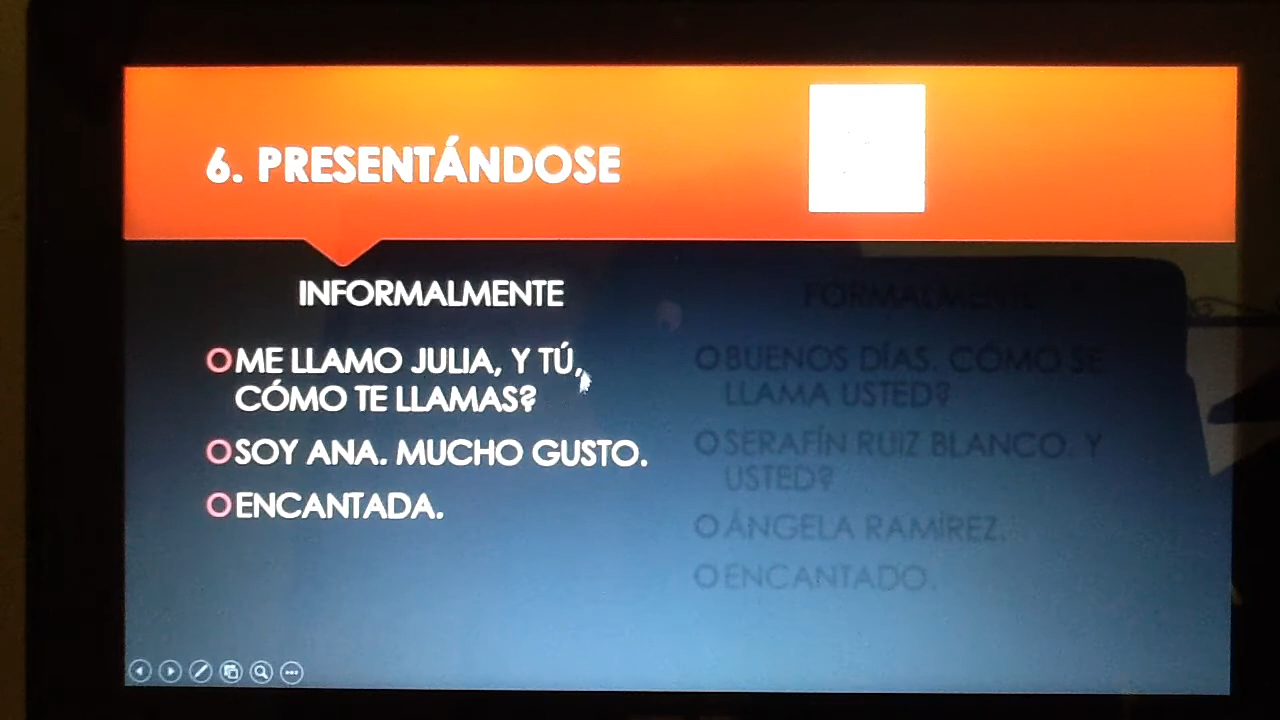 6. PRESENTÁNDOSE
INFORMALMENTE
ME LLAMO JULIA, Y TÚ,
CÓMO TE LLAMAS?
SOY ANA. MUCHO GUSTO.
ENCANTADA.
FORMALMENTE
BUENOS DÍAS. CÓMO SE
LLAMA USTED?
SERAFÍN RUIZ BLANCO. Y
USTED?
ÁNGELA RAMÍREZ.
ENCANTADO.